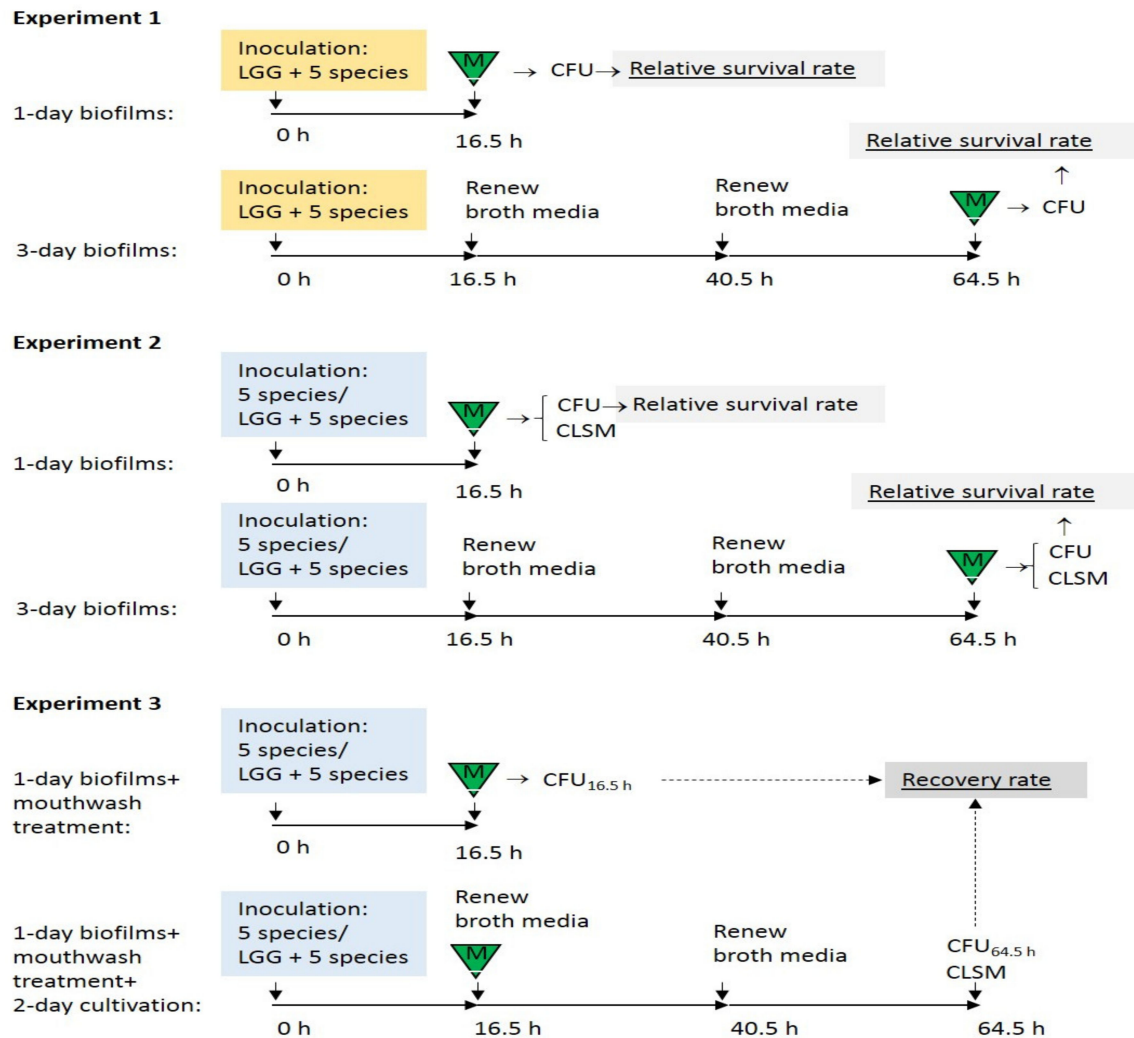 Experiment 1
Inoculation:
LGG + 5 species
M
→ CFU → Relative survival rate
1-day biofilms:
0 h
16.5 h
Relative survival rate
↑
Inoculation:
LGG + 5 species
Renew
broth media
Renew
broth media
M
→ CFU
3-day biofilms:
0 h
16.5 h
40.5 h
64.5 h
Experiment 2
Inoculation:
5 species/
LGG + 5 species
M
→ CFU → Relative survival rate
CLSM
1-day biofilms:
0 h
16.5 h
Relative survival rate
↑
Inoculation:
5 species/
LGG + 5 species
Renew
broth media
Renew
broth media
M
→ CFU
CLSM
3-day biofilms:
0 h
16.5 h
40.5 h
64.5 h
Experiment 3
Inoculation:
5 species/
LGG + 5 species
1-day biofilms+
mouthwash
treatment:
M
→ CFU16.5 h
Recovery rate
0 h
16.5 h
Inoculation:
5 species/
LGG + 5 species
Renew
broth media
M
Renew
broth media
1-day biofilms+
mouthwash
treatment+
2-day cultivation:
CFU64.5 h
CLSM
0 h
16.5 h
40.5 h
64.5 h